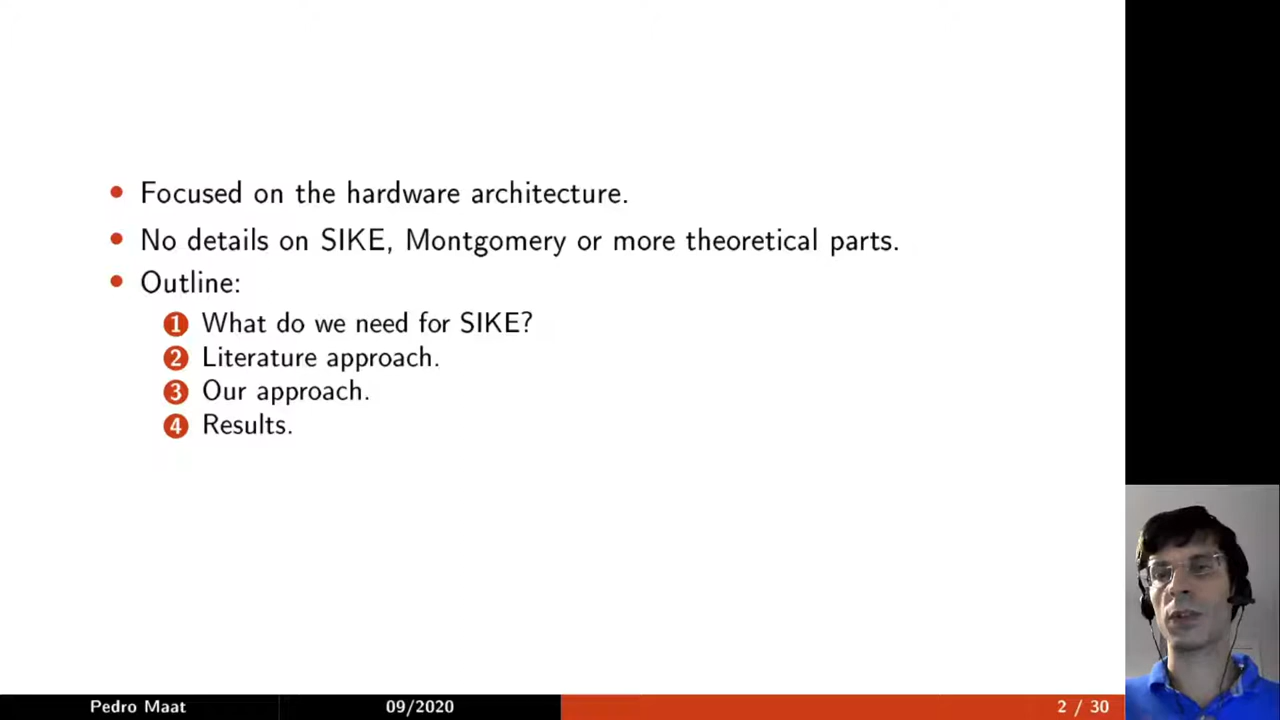 Focused on the hardware architecture.
No details on SIKE, Montgomery or more theoretical parts.
Outline:
1 What do we need for SIKE?
2 Literature approach.
3 Our approach.
4 Results.
Pedro Maat 09/2020 2 / 30